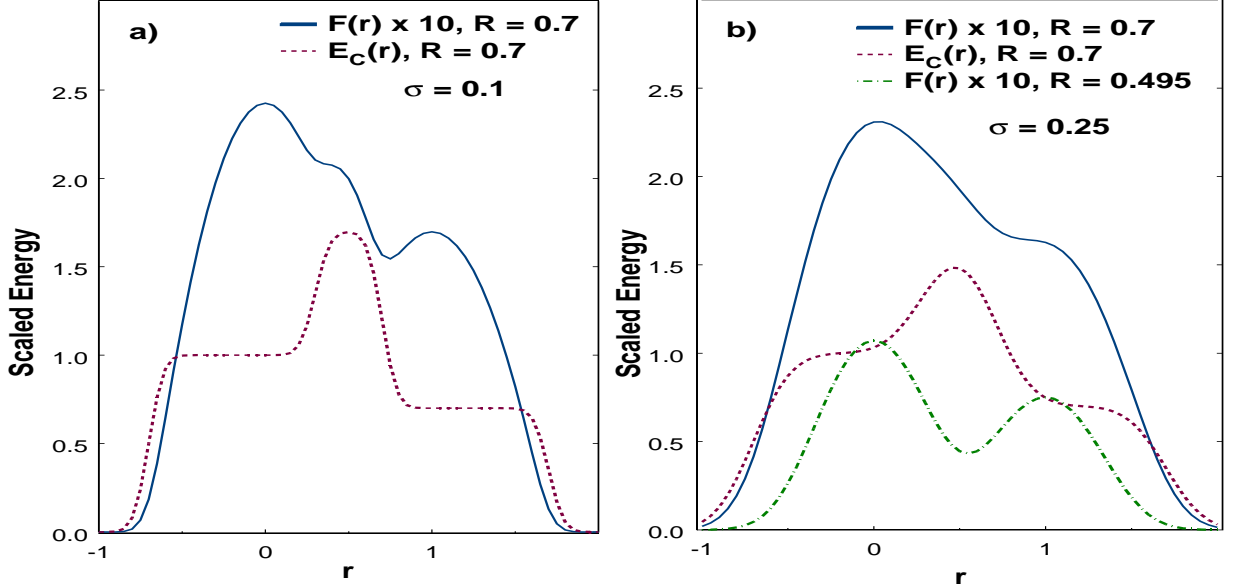 a)
F(r) x 10, R = 0.7
E_C(r), R = 0.7
σ = 0.1
2.5
2.0
1.5
1.0
0.5
0.0
Scaled Energy
-1
0
1
r
b)
F(r) x 10, R = 0.7
E_C(r), R = 0.7
F(r) x 10, R = 0.495
σ = 0.25
2.5
2.0
1.5
1.0
0.5
0.0
Scaled Energy
-1
0
1
r